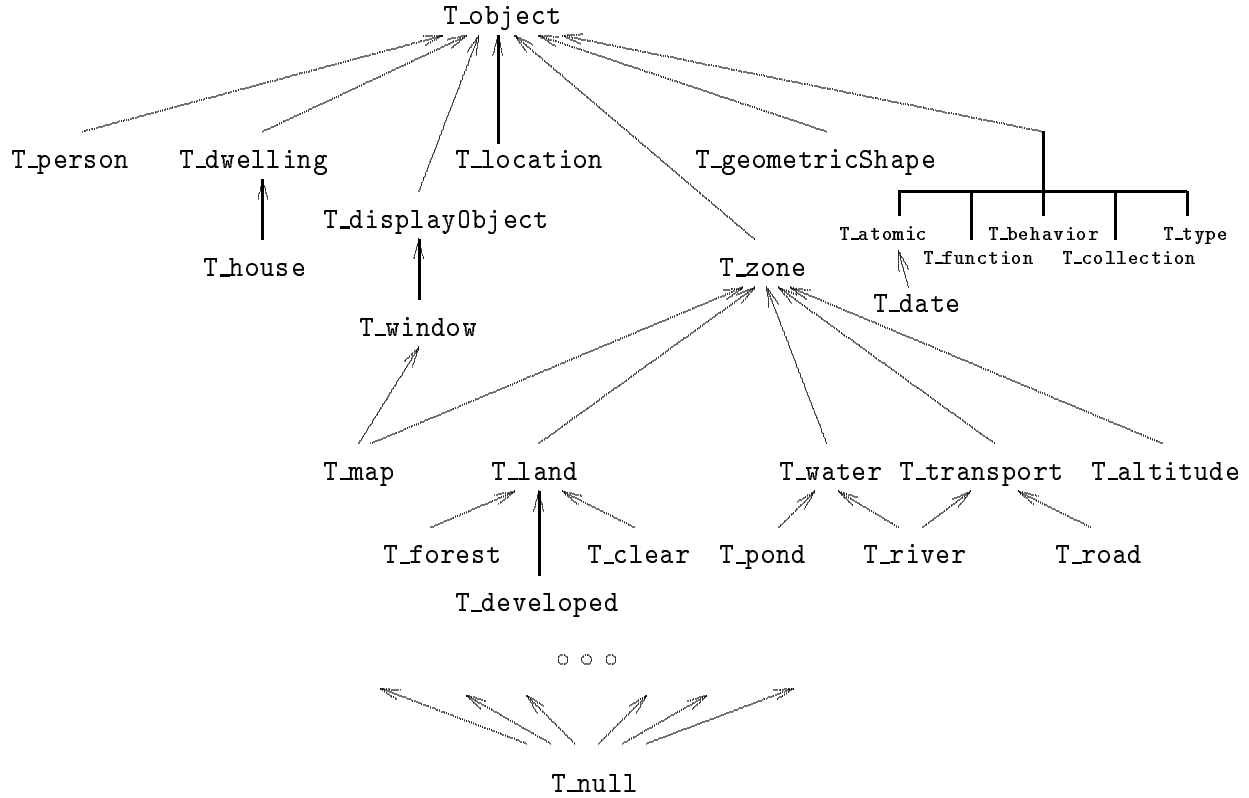 T_object
T_person T_dwelling T_location T_geometricShape
T_displayObject
T_atomic T_behavior T_type
T_function T_collection
T_house T_zone
T_date
T_window
T_map T_land T_water T_transport T_altitude
T_forest T_clear T_pond T_river T_road
T_developed
T_null